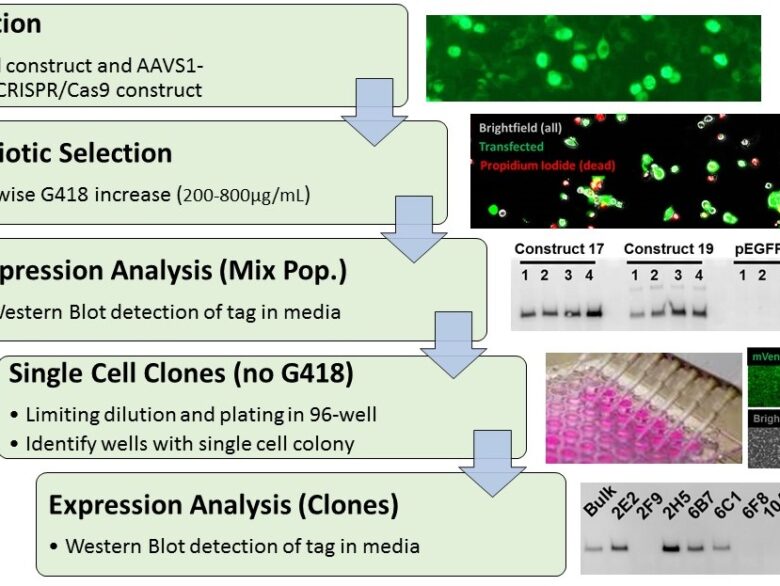 tion
l construct and AAVS1-
CRISPR/Cas9 construct
iotic Selection
wise G418 increase (200-800µg/mL)
Brightfield (all)
Transfected
Propidium Iodide (dead)
pression Analysis (Mix Pop.)
Western Blot detection of tag in media
Construct 17 Construct 19 pEGFP
1 2 3 4 1 2 3 4 1 2
Single Cell Clones (no G418)
• Limiting dilution and plating in 96-well
• Identify wells with single cell colony
mVen
Brigh
Expression Analysis (Clones)
• Western Blot detection of tag in media
Bulk 2E2 2F9 2H5 6B7 6C1 6F8 10